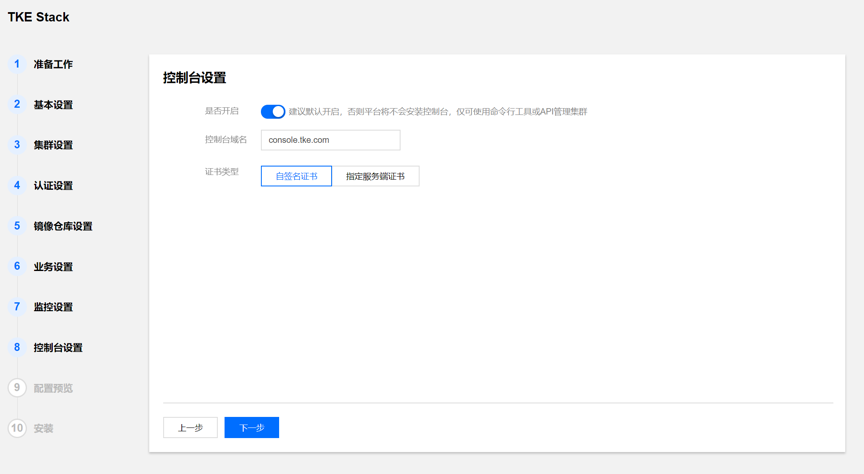 TKE Stack
1 准备工作
2 基本设置
3 集群设置
4 认证设置
5 镜像仓库设置
6 业务设置
7 监控设置
8 控制台设置
9 配置预览
10 安装
控制台设置
是否开启 建议默认开启，否则平台将不会安装控制台，仅可使用命令行工具或API管理集群
控制台域名 console.tke.com
证书类型 自签名证书 指定服务端证书
上一步 下一步